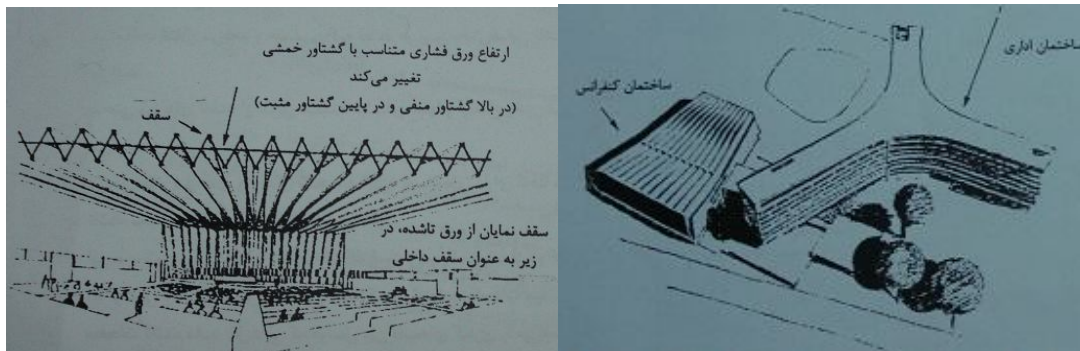 ارتفاع ورق فشاری متناسب با گشتاور خمشی
تغییر می‌کند
(در بالا گشتاور منفی و در پایین گشتاور مثبت)
سقف
سقف نمایان از ورق تاشده، در
زیر به عنوان سقف داخلی
ساختمان اداری
ساختمان کنفرانس